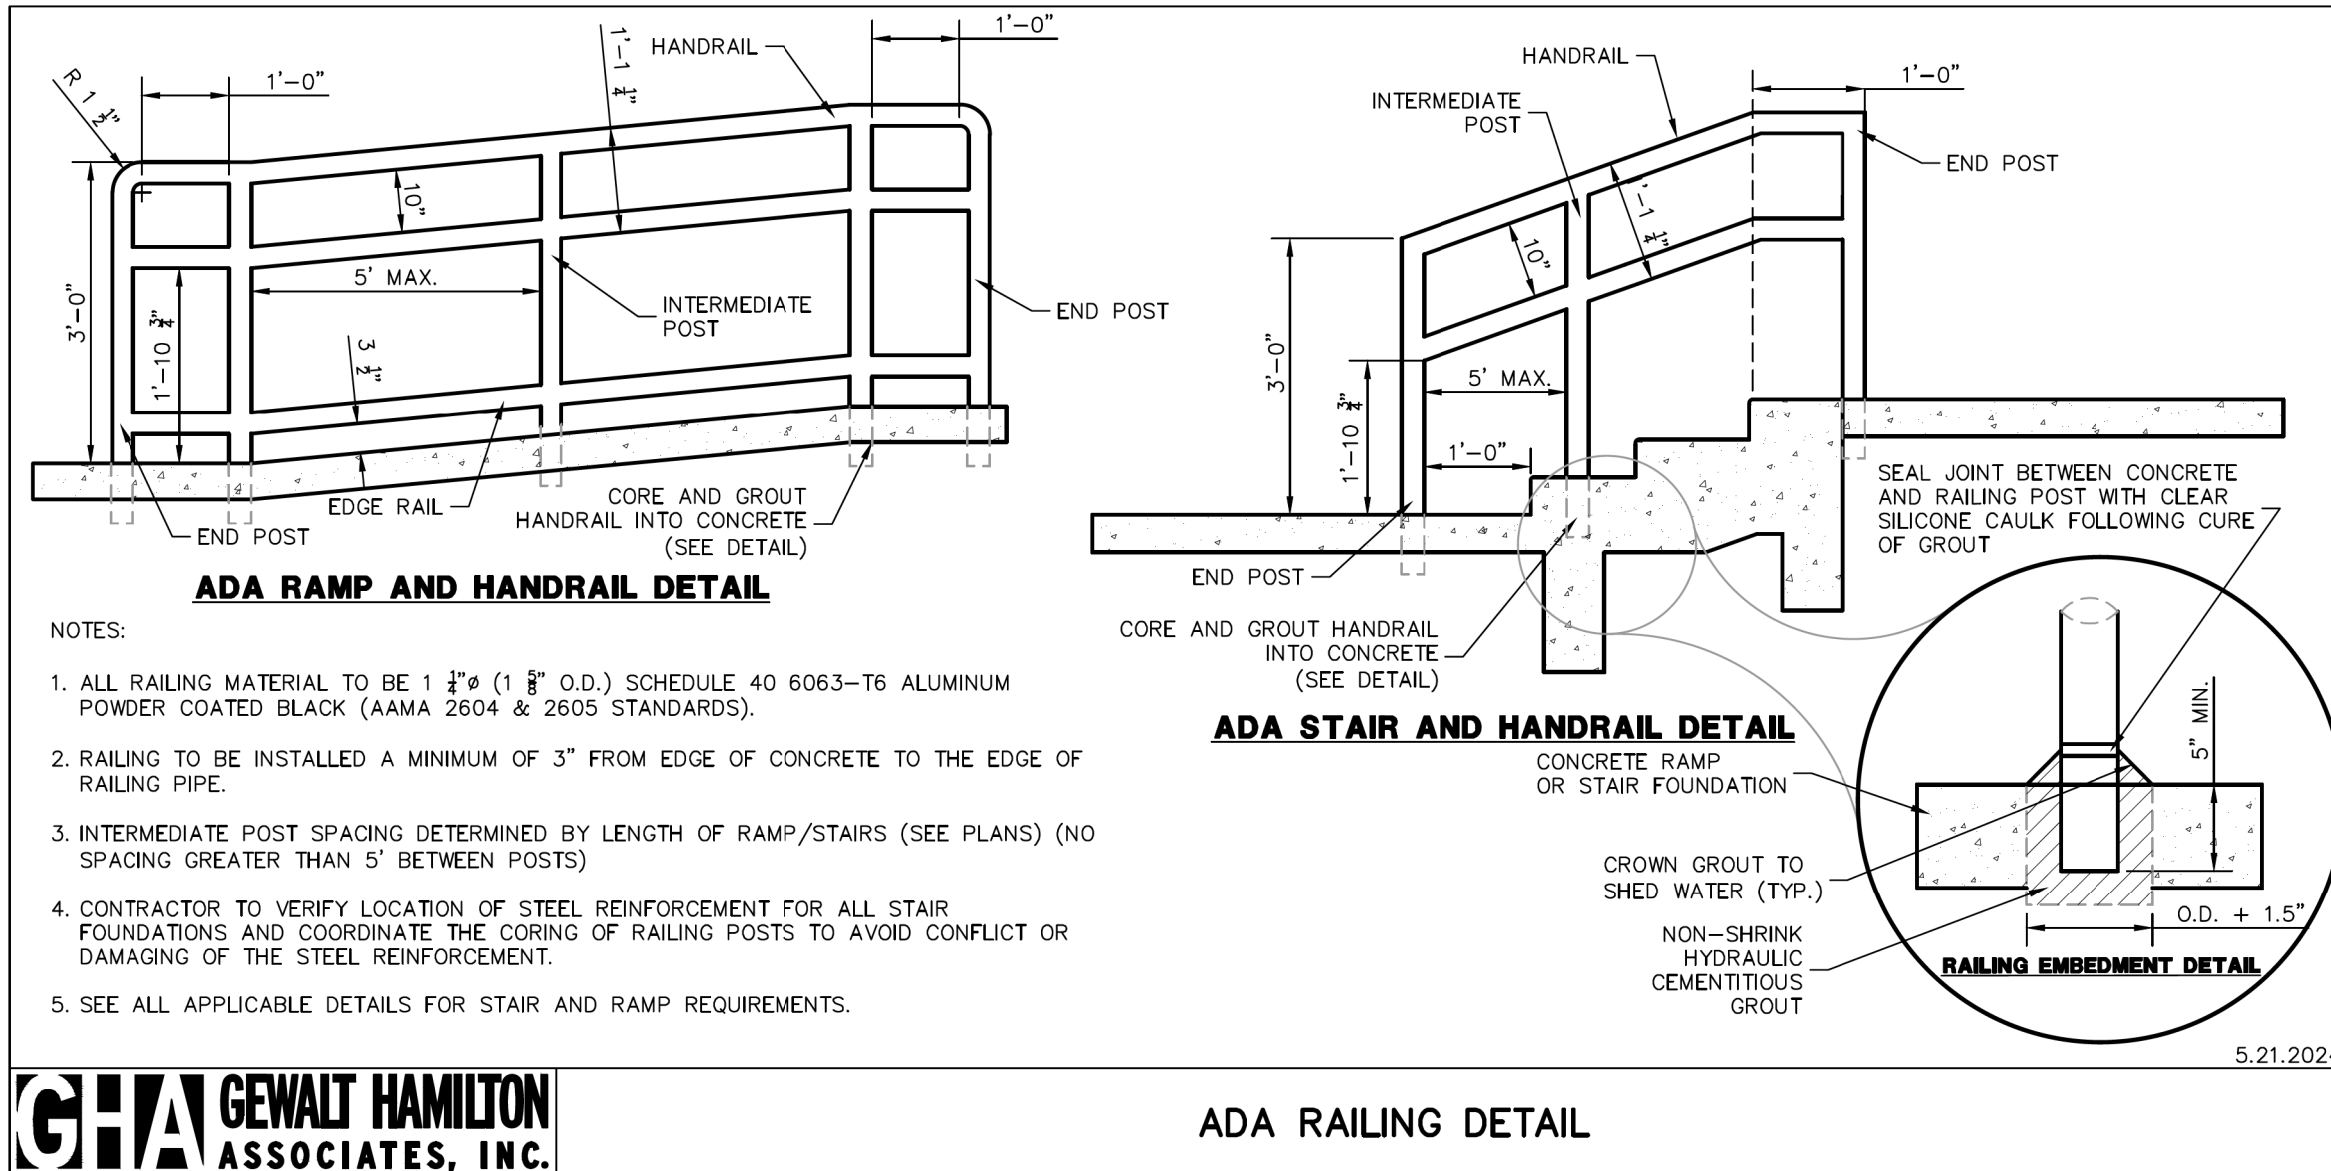 R 1 1/2"
1'-0"
1'-1 1/4"
HANDRAIL
1'-0"
3'-0"
1'-10 3/4"
10"
5' MAX.
3 1/2"
INTERMEDIATE
POST
END POST
EDGE RAIL
END POST
CORE AND GROUT
HANDRAIL INTO CONCRETE
(SEE DETAIL)
ADA RAMP AND HANDRAIL DETAIL
NOTES:
1. ALL RAILING MATERIAL TO BE 1 1/4"ø (1 5/8" O.D.) SCHEDULE 40 6063-T6 ALUMINUM
POWDER COATED BLACK (AAMA 2604 & 2605 STANDARDS).
2. RAILING TO BE INSTALLED A MINIMUM OF 3" FROM EDGE OF CONCRETE TO THE EDGE OF
RAILING PIPE.
3. INTERMEDIATE POST SPACING DETERMINED BY LENGTH OF RAMP/STAIRS (SEE PLANS) (NO
SPACING GREATER THAN 5' BETWEEN POSTS)
4. CONTRACTOR TO VERIFY LOCATION OF STEEL REINFORCEMENT FOR ALL STAIR
FOUNDATIONS AND COORDINATE THE CORING OF RAILING POSTS TO AVOID CONFLICT OR
DAMAGING OF THE STEEL REINFORCEMENT.
5. SEE ALL APPLICABLE DETAILS FOR STAIR AND RAMP REQUIREMENTS.
HANDRAIL
INTERMEDIATE
POST
1'-0"
END POST
1'-1 1/4"
10"
3'-0"
5' MAX.
1'-10 3/4"
1'-0"
END POST
CORE AND GROUT HANDRAIL
INTO CONCRETE
(SEE DETAIL)
ADA STAIR AND HANDRAIL DETAIL
SEAL JOINT BETWEEN CONCRETE
AND RAILING POST WITH CLEAR
SILICONE CAULK FOLLOWING CURE
OF GROUT
CONCRETE RAMP
OR STAIR FOUNDATION
5" MIN.
CROWN GROUT TO
SHED WATER (TYP.)
O.D. + 1.5"
NON-SHRINK
HYDRAULIC
CEMENTITIOUS
GROUT
RAILING EMBEDMENT DETAIL
5.21.2024
GHA GEWALT HAMILTON
ASSOCIATES, INC.
ADA RAILING DETAIL